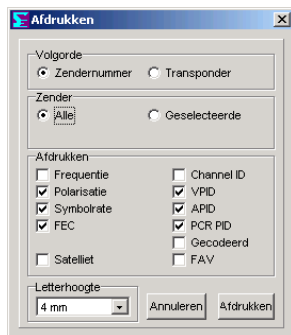 Afdrukken
Volgorde
Zendernummer Transponder
Zender
Alle Geselecteerde
Afdrukken
Frequentie Channel ID
Polarisatie VPID
Symbolrate APID
FEC PCR PID
Gecodeerd
Satelliet FAV
Letterhoogte
4 mm Annuleren Afdrukken